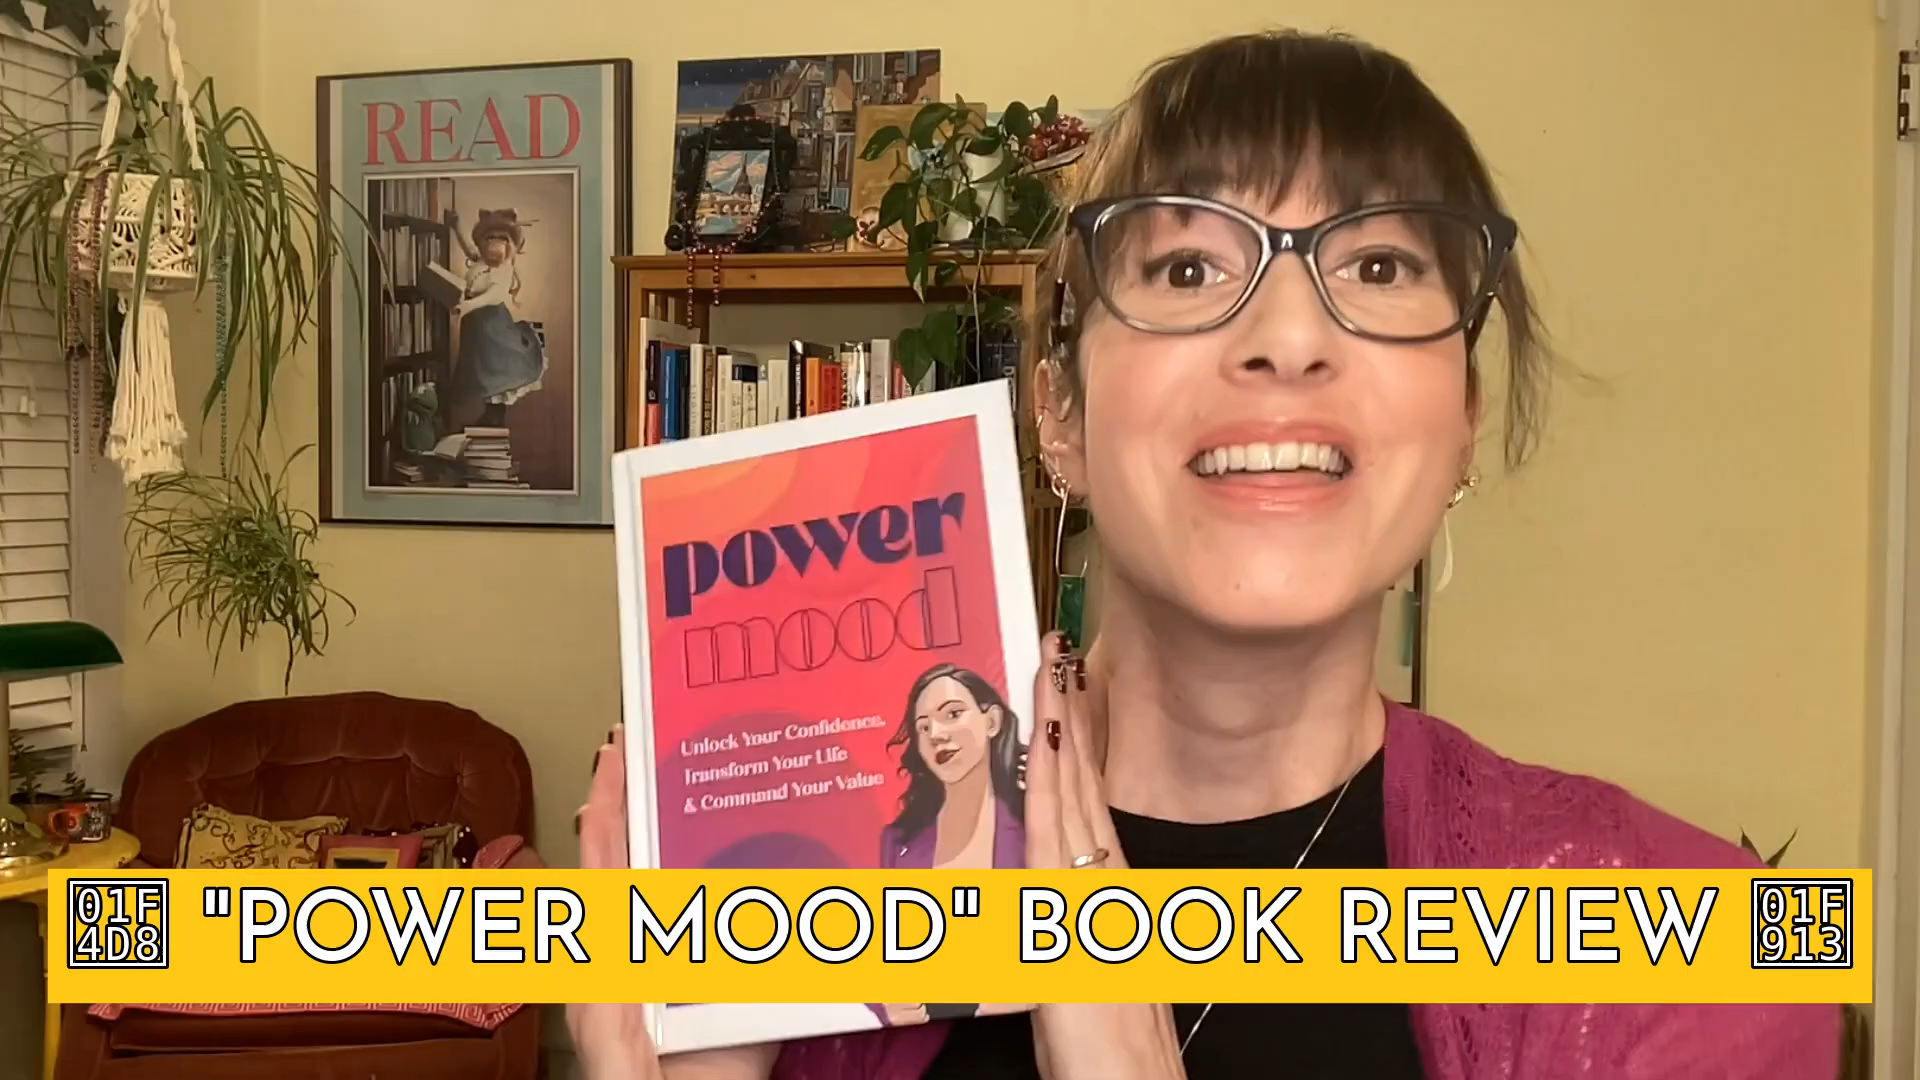 READ
power
mood
Unlock Your Confidence,
Transform Your Life
& Command Your Value
01F
4D8
"POWER MOOD" BOOK REVIEW
01F
913